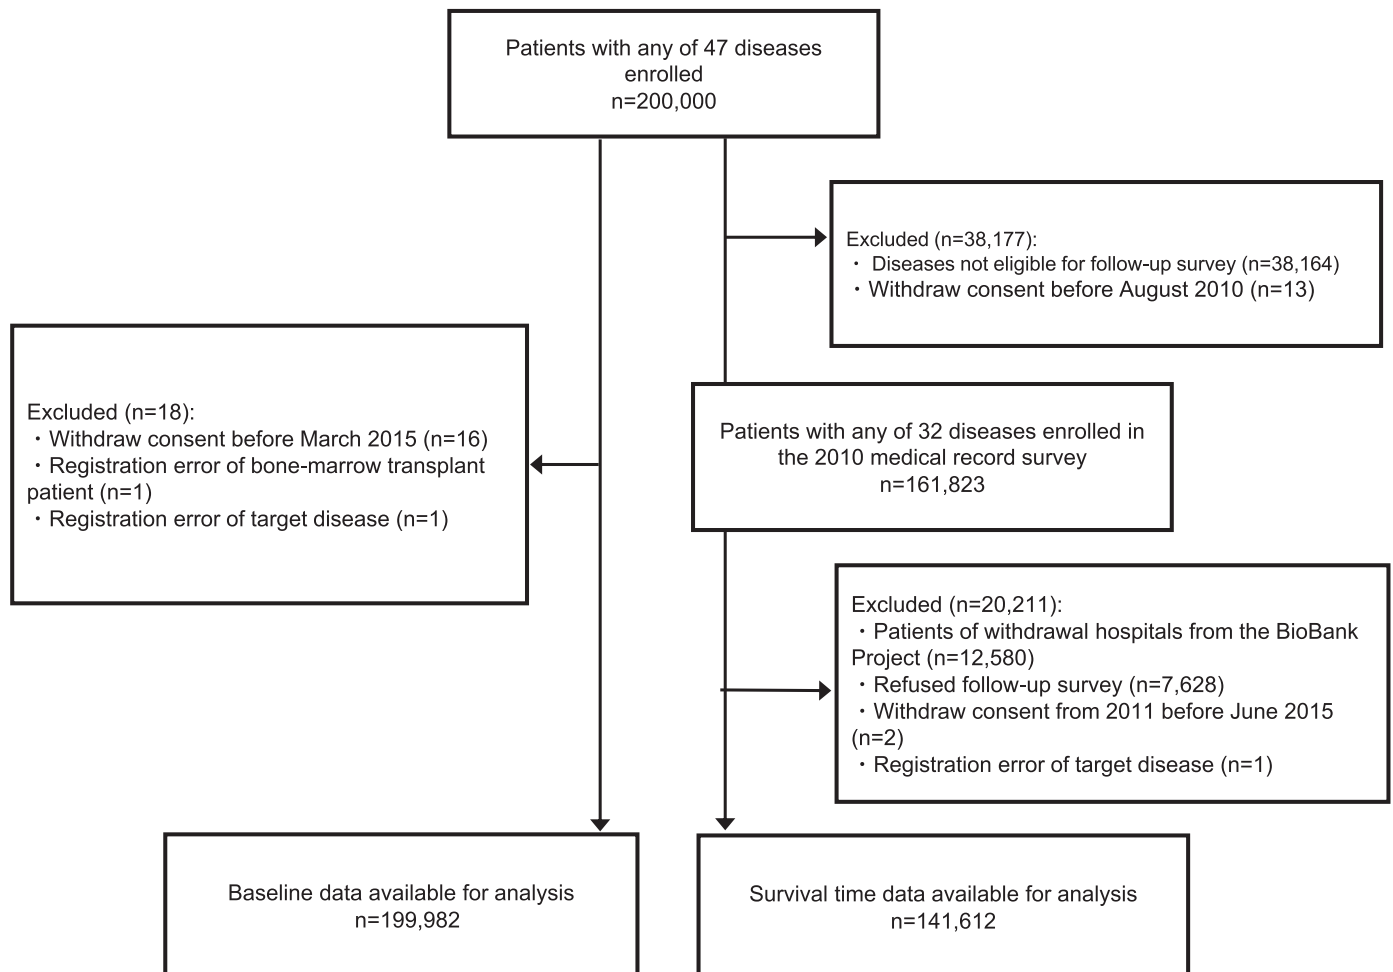 Patients with any of 47 diseases
enrolled
n=200,000
Excluded (n=38,177):
・ Diseases not eligible for follow-up survey (n=38,164)
・Withdraw consent before August 2010 (n=13)
Excluded (n=18):
・Withdraw consent before March 2015 (n=16)
・Registration error of bone-marrow transplant
patient (n=1)
・Registration error of target disease (n=1)
Patients with any of 32 diseases enrolled in
the 2010 medical record survey
n=161,823
Excluded (n=20,211):
・Patients of withdrawal hospitals from the BioBank
Project (n=12,580)
・Refused follow-up survey (n=7,628)
・Withdraw consent from 2011 before June 2015
(n=2)
・Registration error of target disease (n=1)
Baseline data available for analysis
n=199,982
Survival time data available for analysis
n=141,612